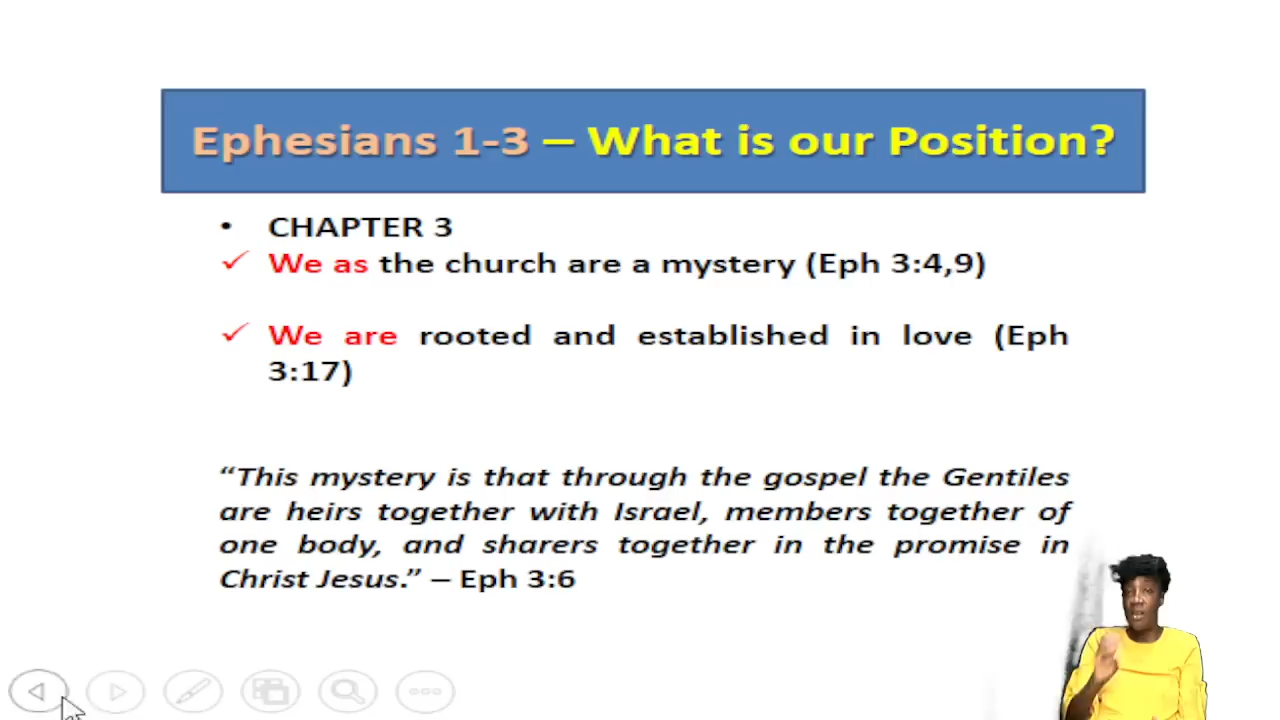 Ephesians 1-3 – What is our Position?
• CHAPTER 3
✓ We as the church are a mystery (Eph 3:4,9)
✓ We are rooted and established in love (Eph
3:17)
“This mystery is that through the gospel the Gentiles
are heirs together with Israel, members together of
one body, and sharers together in the promise in
Christ Jesus.” – Eph 3:6